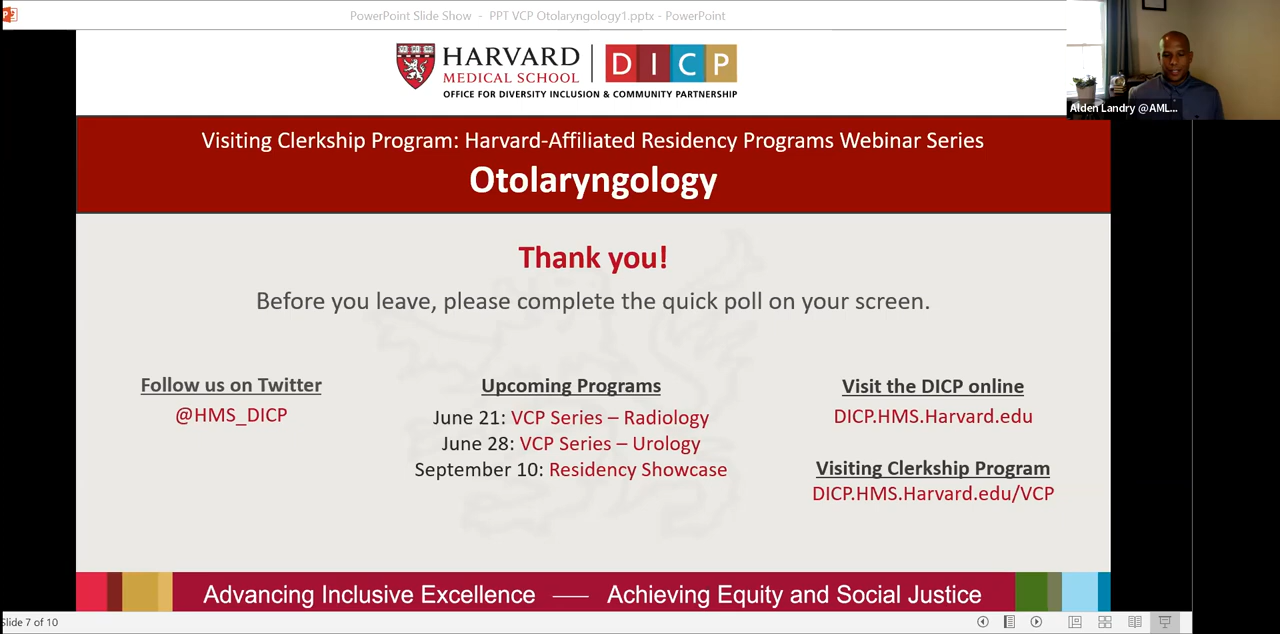 PowerPoint Slide Show - PPT VCP Otolaryngology1.pptx - PowerPoint
HARVARD
MEDICAL SCHOOL
DICP
OFFICE FOR DIVERSITY INCLUSION & COMMUNITY PARTNERSHIP
Alden Landry @AML...
Visiting Clerkship Program: Harvard-Affiliated Residency Programs Webinar Series
Otolaryngology
Thank you!
Before you leave, please complete the quick poll on your screen.
Follow us on Twitter
@HMS_DICP
Upcoming Programs
June 21: VCP Series – Radiology
June 28: VCP Series – Urology
September 10: Residency Showcase
Visit the DICP online
DICP.HMS.Harvard.edu
Visiting Clerkship Program
DICP.HMS.Harvard.edu/VCP
Advancing Inclusive Excellence — Achieving Equity and Social Justice
Slide 7 of 10